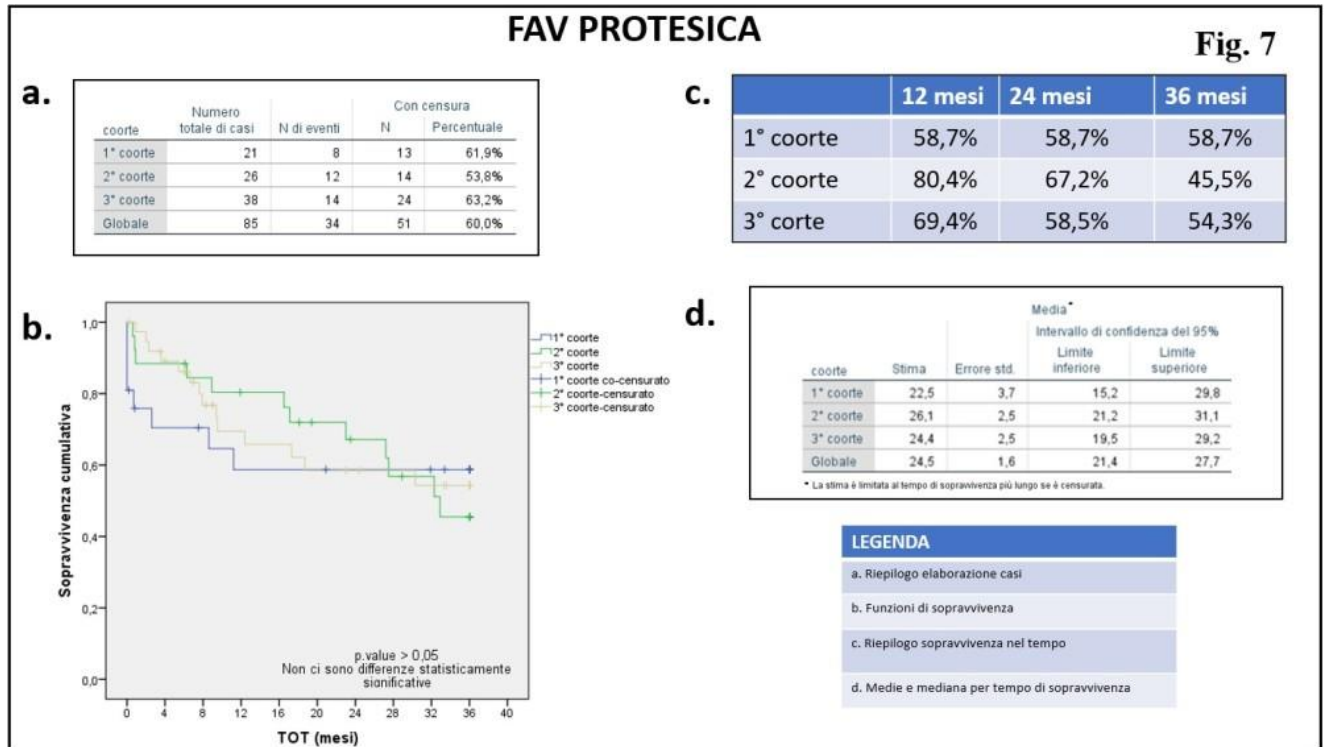 FAV PROTESICA
Fig. 7
a.
Con censura
Numero
coorte totale di casi N di eventi N Percentuale
1° coorte 21 8 13 61,9%
2° coorte 26 12 14 53,8%
3° coorte 38 14 24 63,2%
Globale 85 34 51 60,0%
c.
12 mesi 24 mesi 36 mesi
1° coorte 58,7% 58,7% 58,7%
2° coorte 80,4% 67,2% 45,5%
3° corte 69,4% 58,5% 54,3%
b.
Sopravvivenza cumulativa
1,0
0,8
0,6
0,4
0,2
0,0
0 4 8 12 16 20 24 28 32 36 40
TOT (mesi)
p.value > 0,05
Non ci sono differenze statisticamente
significative
1° coorte
2° coorte
3° coorte
1° coorte co-censurato
2° coorte-censurato
3° coorte-censurato
d.
Media*
Intervallo di confidenza del 95%
Limite Limite
coorte Stima Errore std. inferiore superiore
1° coorte 22,5 3,7 15,2 29,8
2° coorte 26,1 2,5 21,2 31,1
3° coorte 24,4 2,5 19,5 29,2
Globale 24,5 1,6 21,4 27,7
* La stima è limitata al tempo di sopravvivenza più lungo se è censurata.
LEGENDA
a. Riepilogo elaborazione casi
b. Funzioni di sopravvivenza
c. Riepilogo sopravvivenza nel tempo
d. Medie e mediana per tempo di sopravvivenza